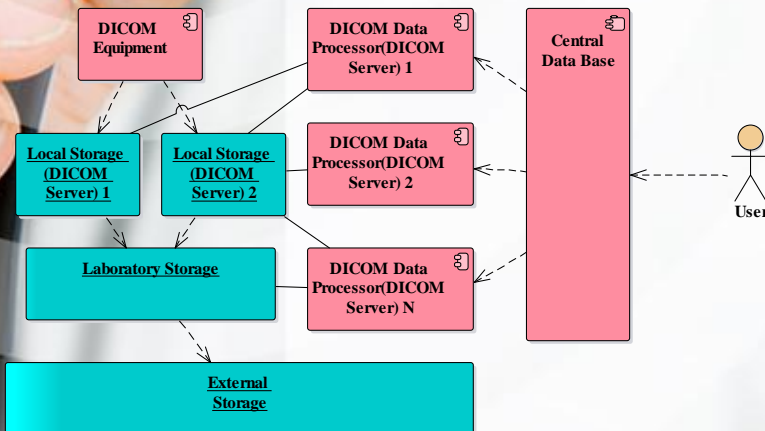 DICOM
Equipment
DICOM Data
Processor(DICOM
Server) 1
Central
Data Base
Local Storage
(DICOM
Server) 1
Local Storage
(DICOM
Server) 2
DICOM Data
Processor(DICOM
Server) 2
User
Laboratory Storage
DICOM Data
Processor(DICOM
Server) N
External
Storage